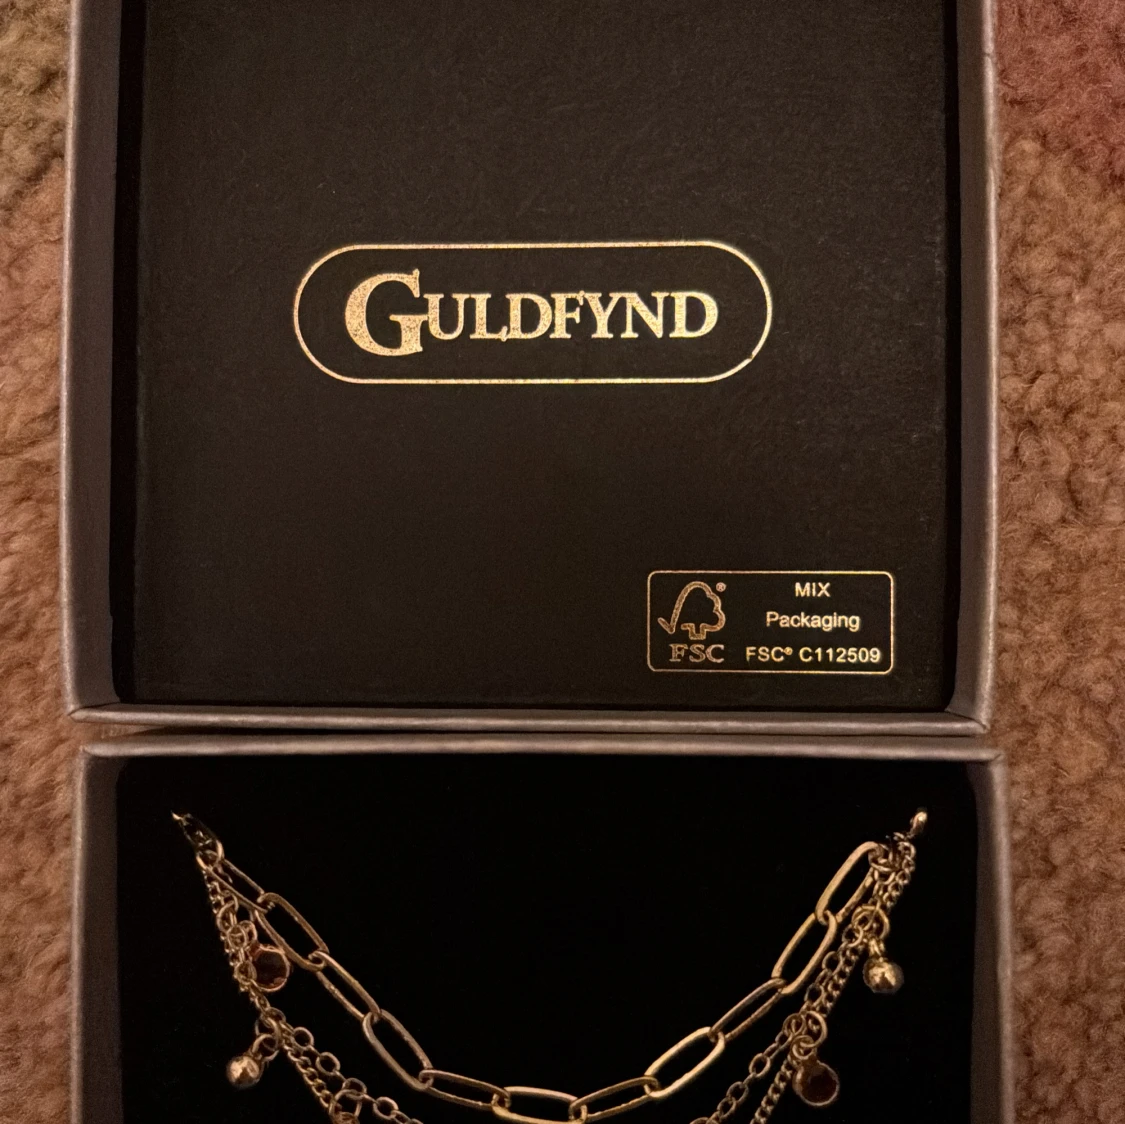 GULDFYND
MIX
Packaging
FSC® C112509
FSC